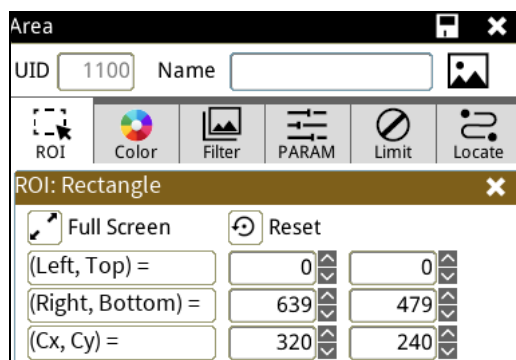 Area
UID 1100 Name
ROI Color Filter PARAM Limit Locate
ROI: Rectangle
Full Screen Reset
(Left, Top) = 0 0
(Right, Bottom) = 639 479
(Cx, Cy) = 320 240